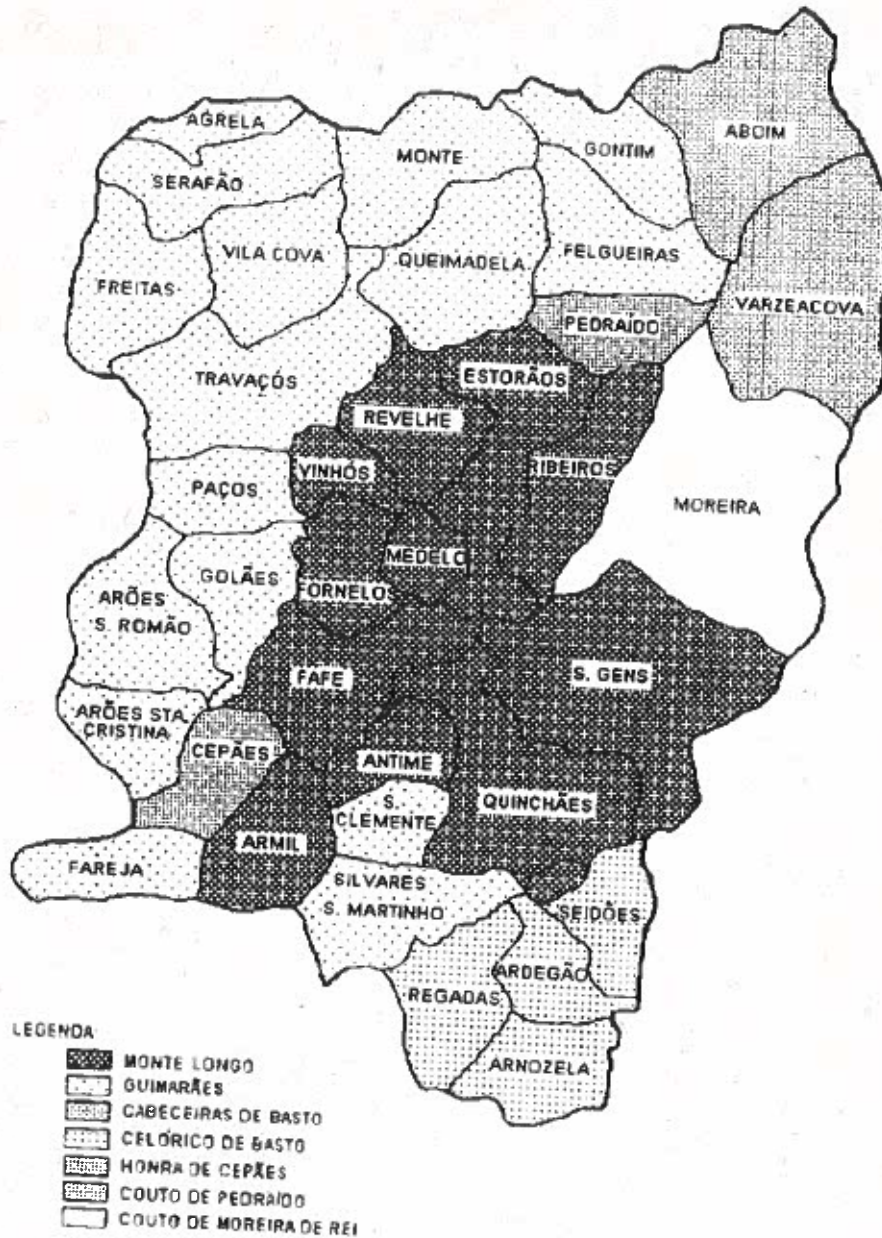 AGRELA
SERAFÃO
MONTE
GONTIM
ABOIM
FREITAS
VILA COVA
QUEIMADELA
FELGUEIRAS
VARZEACOVA
PEDRAÍDO
TRAVAÇÓS
ESTORÃOS
REVELHE
VINHÓS
RIBEIROS
PAÇOS
MOREIRA
MEDELO
GOLÃES
FORNELOS
ARÕES
S. ROMÃO
FAFE
S. GENS
ARÕES STA
CRISTINA
CEPÃES
ANTIME
QUINCHÃES
S.
CLEMENTE
ARMIL
FAREJA
SILVARES
S. MARTINHO
SEIDÕES
ARDEGÃO
REGADAS
ARNOZELA
LEGENDA
MONTE LONGO
GUIMARÃES
CABECEIRAS DE BASTO
CELÓRICO DE BASTO
HONRA DE CEPÃES
COUTO DE PEDRAÍDO
COUTO DE MOREIRA DE REI